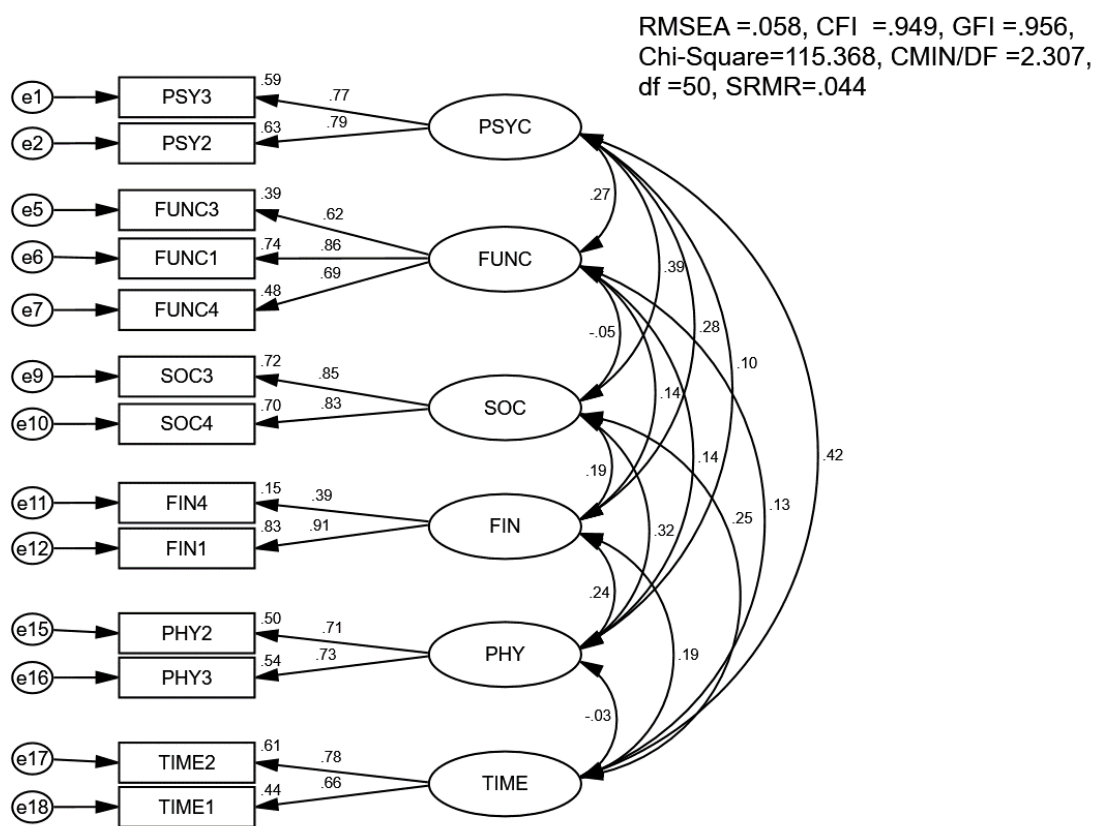 RMSEA =.058, CFI  =.949, GFI =.956,
Chi-Square=115.368, CMIN/DF =2.307,
df =50, SRMR=.044
e1
PSY3
.59
.77
e2
PSY2
.63
.79
PSYC
e5
FUNC3
.39
.62
e6
FUNC1
.74
.86
e7
FUNC4
.48
.69
FUNC
e9
SOC3
.72
.85
e10
SOC4
.70
.83
SOC
e11
FIN4
.15
.39
e12
FIN1
.83
.91
FIN
e15
PHY2
.50
.71
e16
PHY3
.54
.73
PHY
e17
TIME2
.61
.78
e18
TIME1
.44
.66
TIME
.27
.39
-.05
.28
.10
.14
.42
.14
.19
.13
.25
.32
.24
.19
-.03